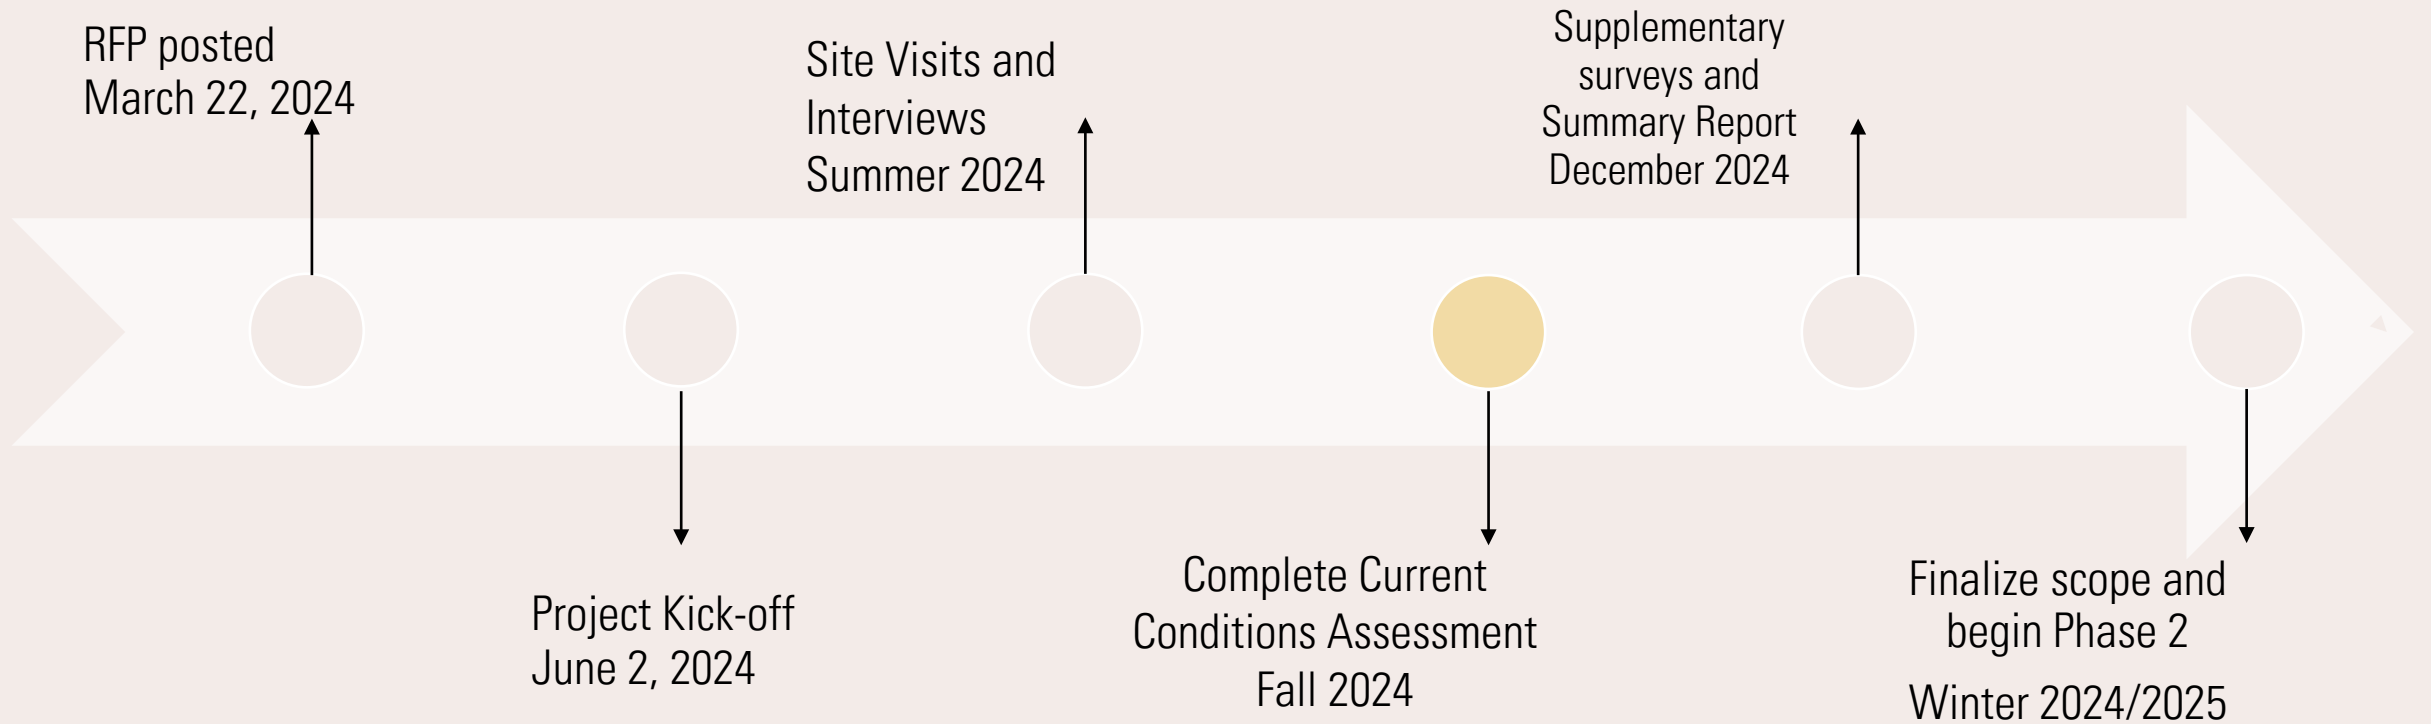 RFP posted
March 22, 2024
Project Kick-off
June 2, 2024
Site Visits and
Interviews
Summer 2024
Complete Current
Conditions Assessment
Fall 2024
Supplementary
surveys and
Summary Report
December 2024
Finalize scope and
begin Phase 2
Winter 2024/2025